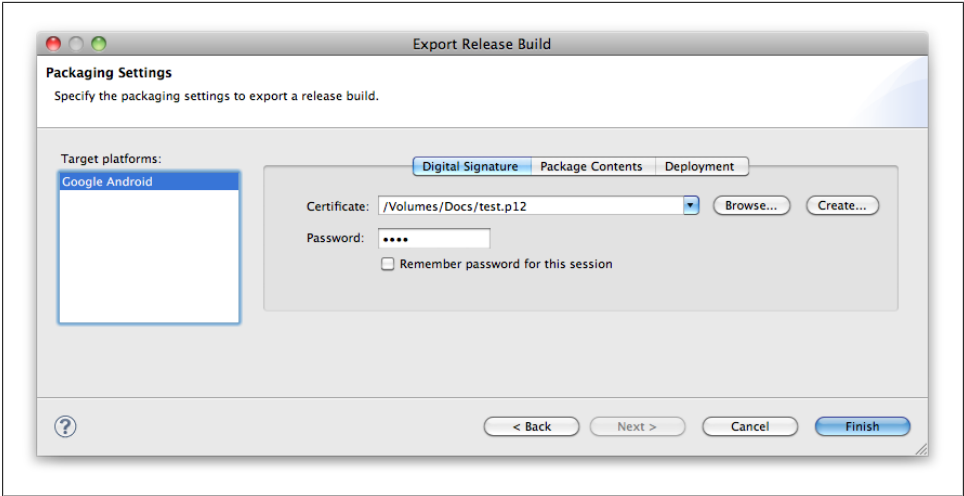 Export Release Build
Packaging Settings
Specify the packaging settings to export a release build.
Target platforms:
Google Android
Digital Signature Package Contents Deployment
Certificate: /Volumes/Docs/test.p12 Browse... Create...
Password: ••••
Remember password for this session
? < Back Next > Cancel Finish